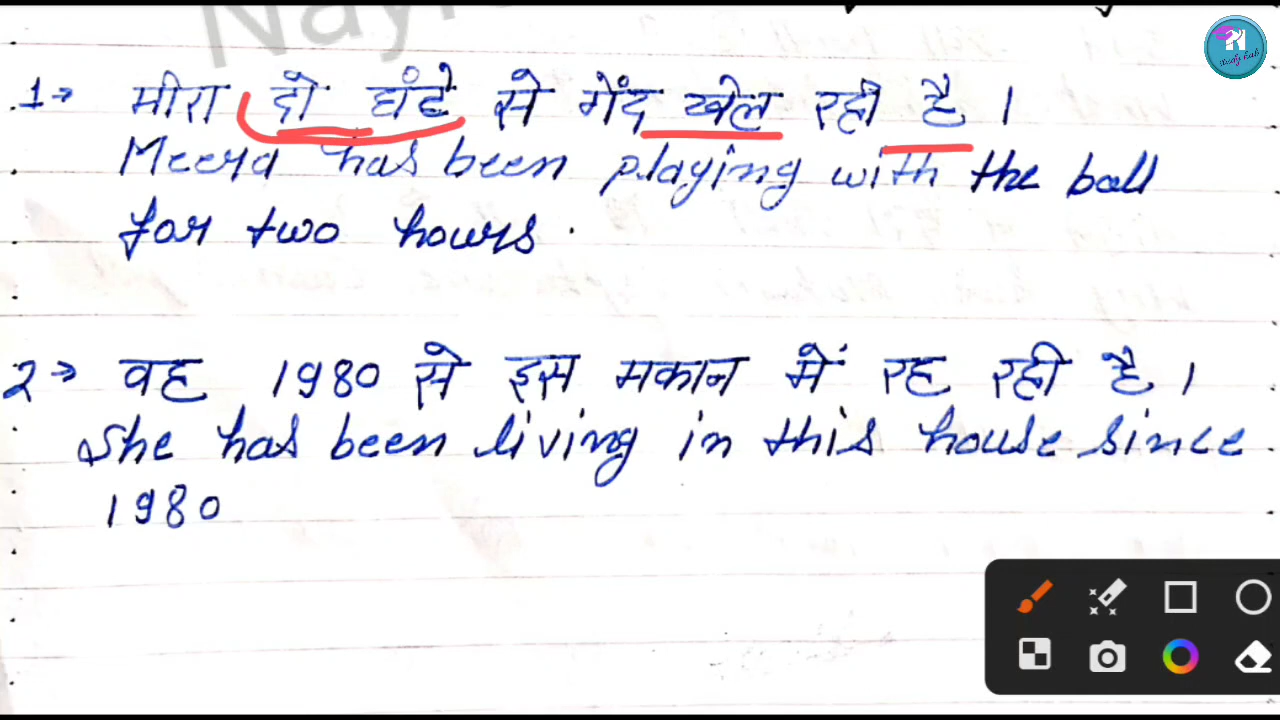 1→ मीरा दो घंटे से गेंद खेल रही है ।
Meera has been playing with the ball
for two hours.
2→ वह 1980 से इस मकान में रह रही है ।
She has been living in this house since
1980